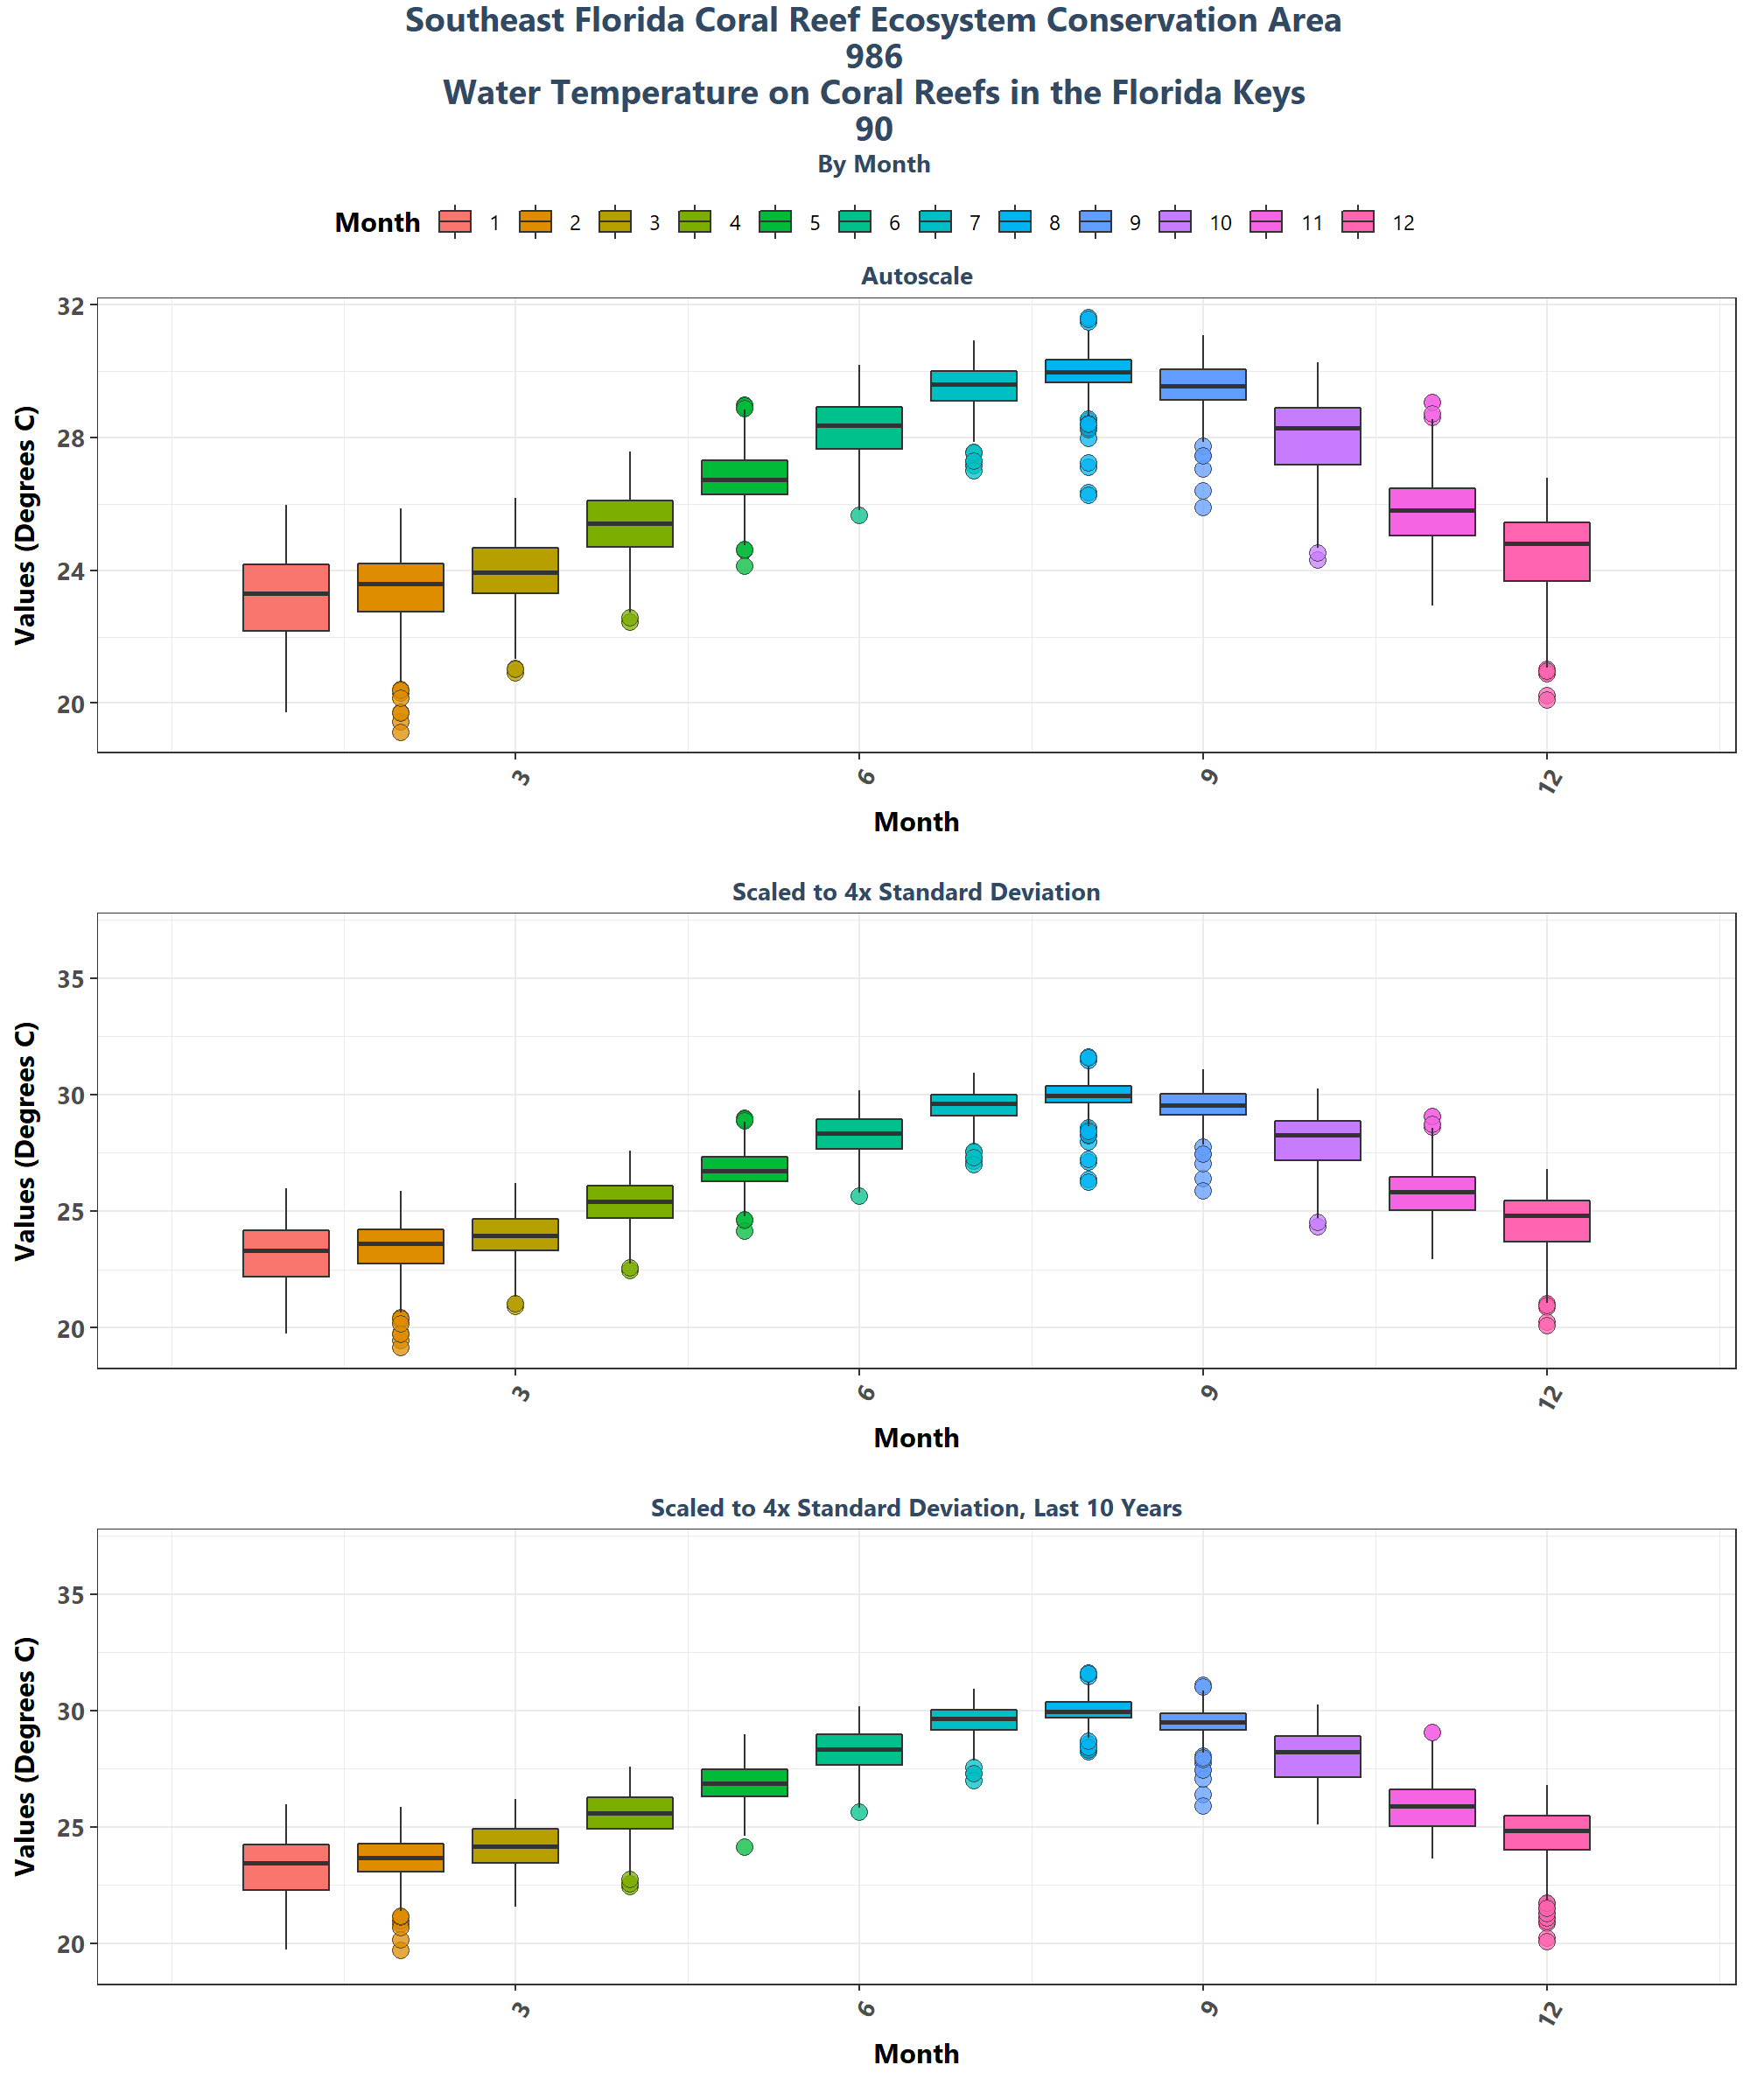 Southeast Florida Coral Reef Ecosystem Conservation Area
986
Water Temperature on Coral Reefs in the Florida Keys
90
By Month
Month 1 2 3 4 5 6 7 8 9 10 11 12
Autoscale
Values (Degrees C)
32
28
24
20
3 6 9 12
Month
Scaled to 4x Standard Deviation
Values (Degrees C)
35
30
25
20
3 6 9 12
Month
Scaled to 4x Standard Deviation, Last 10 Years
Values (Degrees C)
35
30
25
20
3 6 9 12
Month